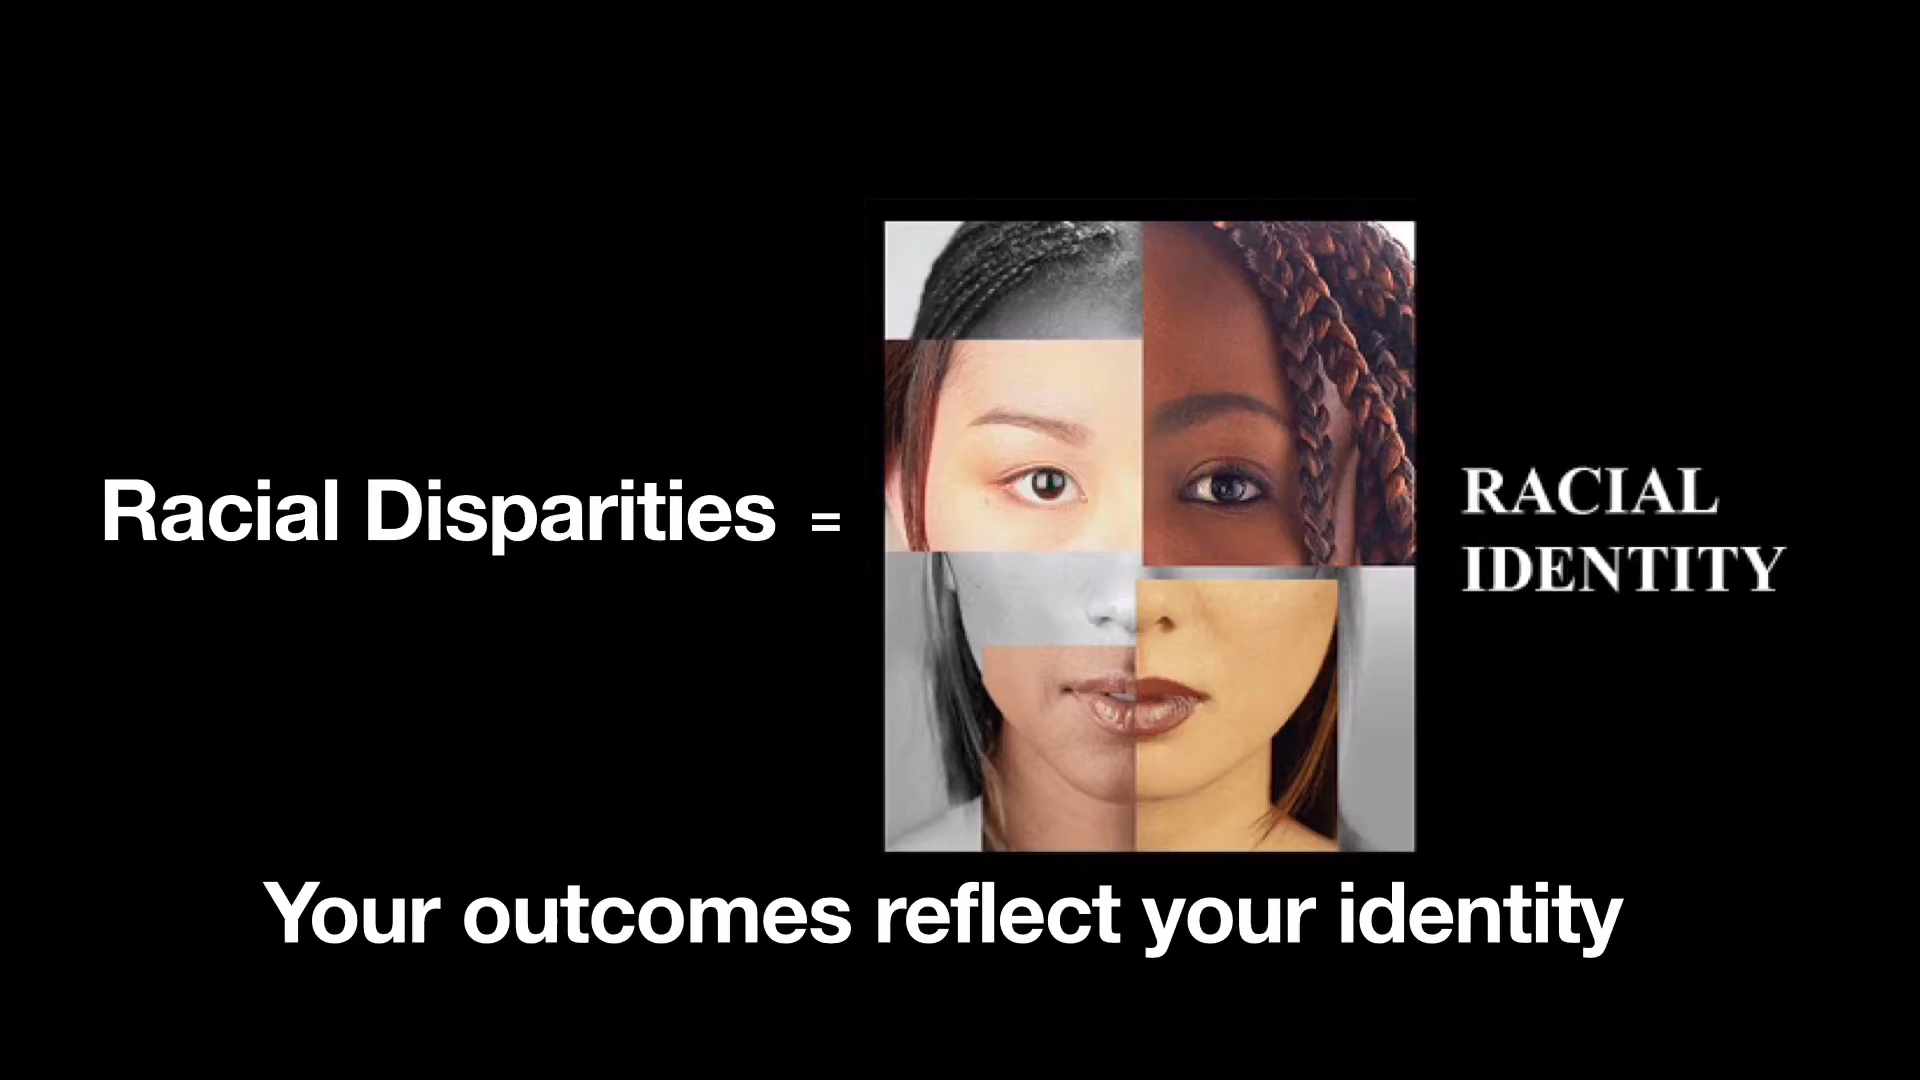 Racial Disparities =
RACIAL
IDENTITY
Your outcomes reflect your identity